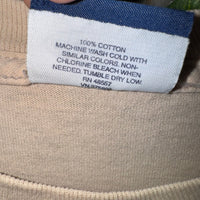 100% COTTON
MACHINE WASH COLD WITH
SIMILAR COLORS. NON-
CHLORINE BLEACH WHEN
NEEDED. TUMBLE DRY LOW.
RN 48567